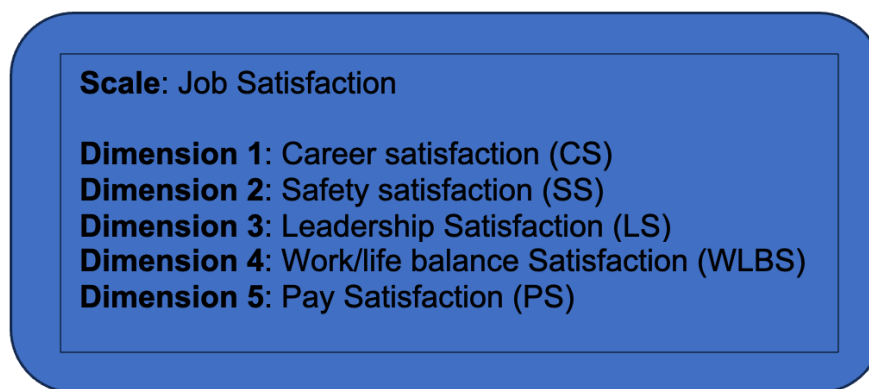 Scale: Job Satisfaction
Dimension 1: Career satisfaction (CS)
Dimension 2: Safety satisfaction (SS)
Dimension 3: Leadership Satisfaction (LS)
Dimension 4: Work/life balance Satisfaction (WLBS)
Dimension 5: Pay Satisfaction (PS)